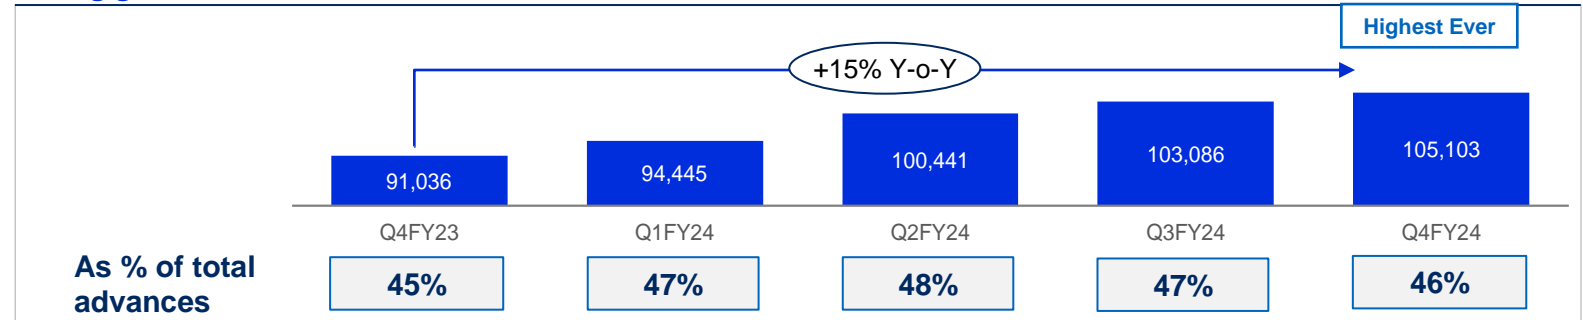 Highest Ever
+15% Y-o-Y
91,036
94,445
100,441
103,086
105,103
Q4FY23
Q1FY24
Q2FY24
Q3FY24
Q4FY24
As % of total
advances
45%
47%
48%
47%
46%